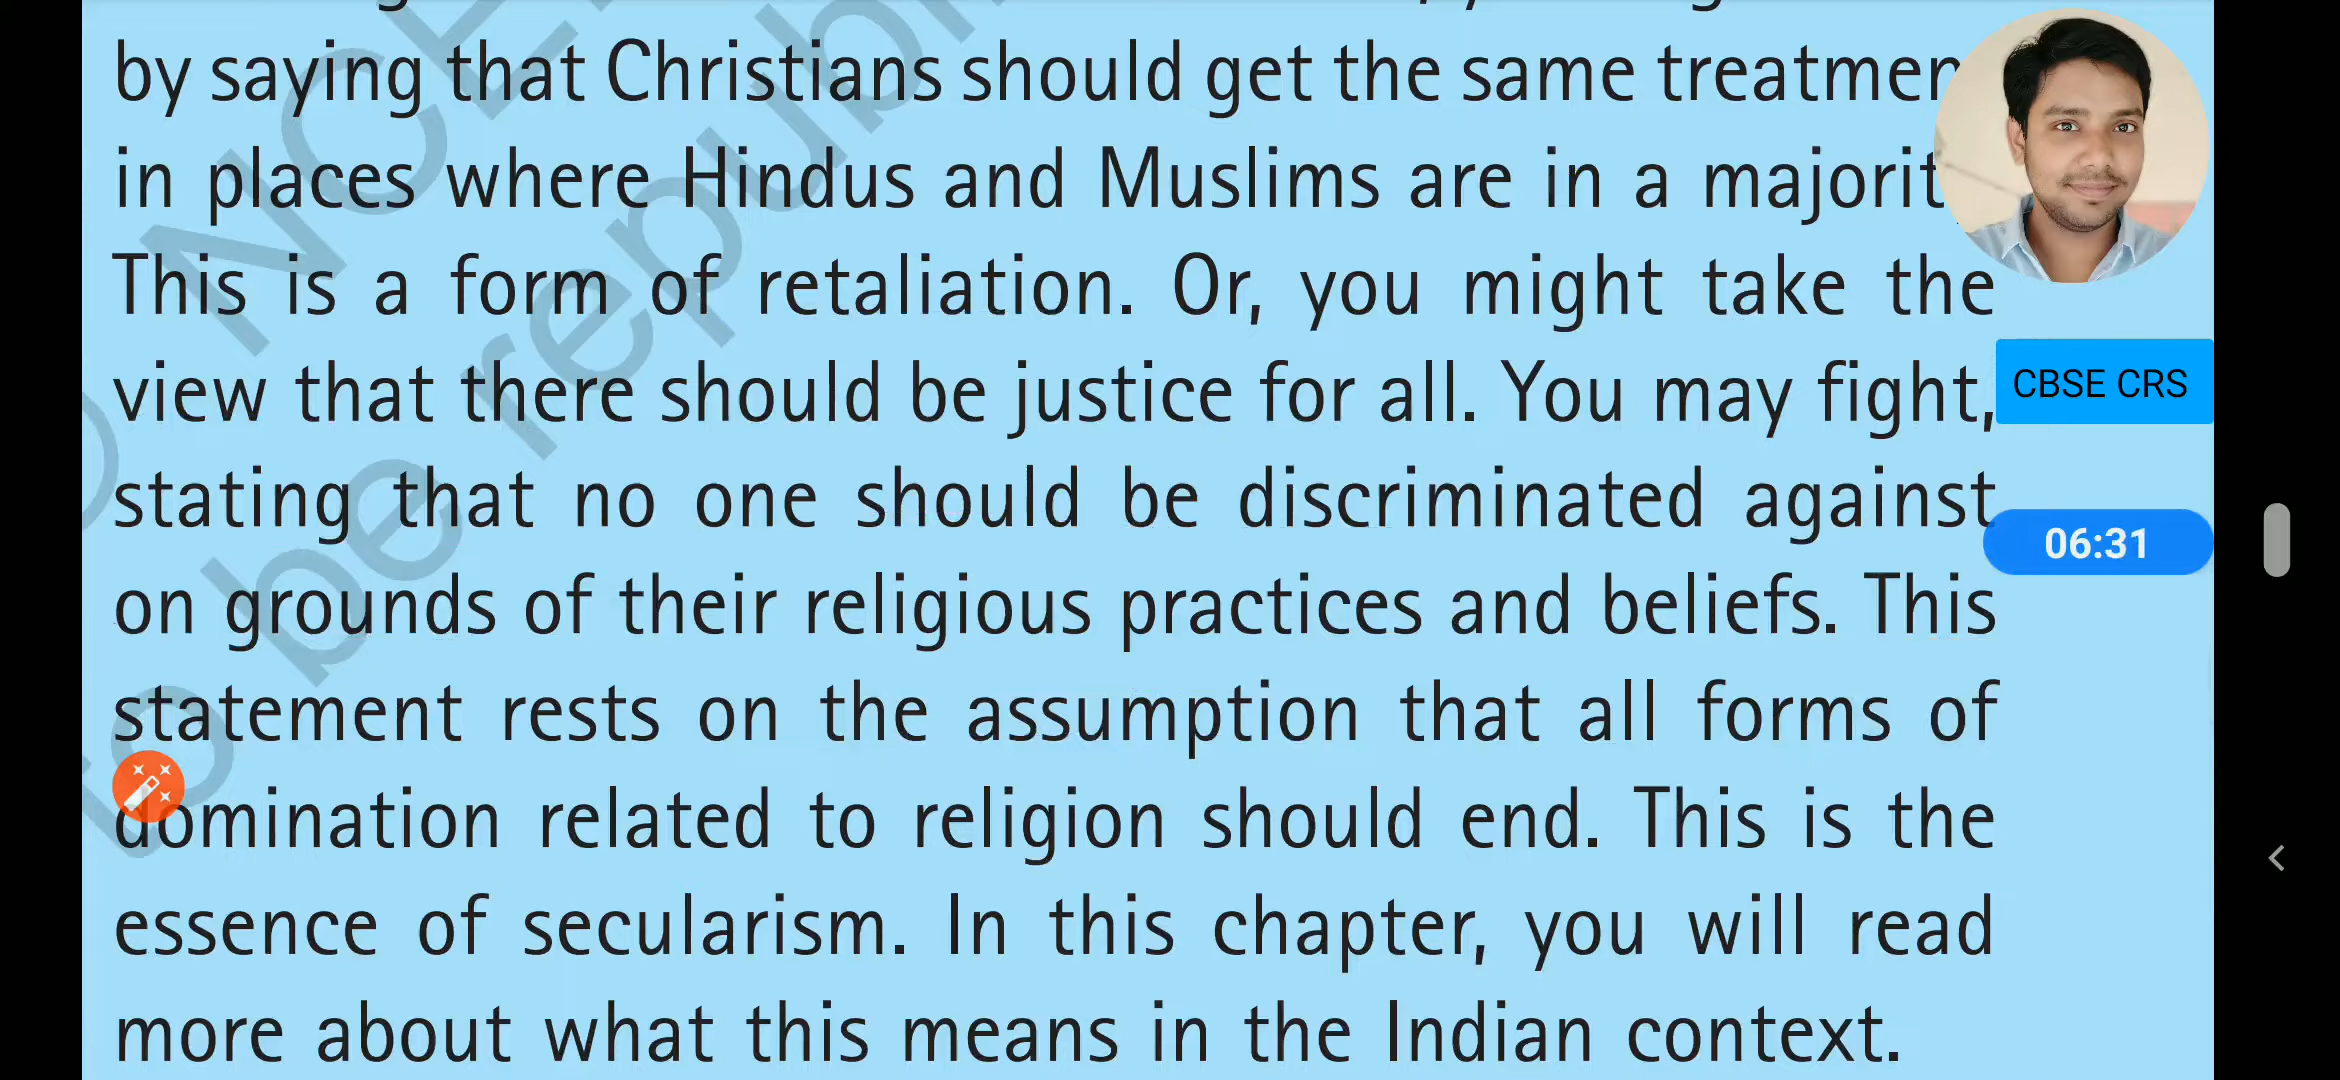 by saying that Christians should get the same treatmen
in places where Hindus and Muslims are in a majorit
This is a form of retaliation. Or, you might take the
view that there should be justice for all. You may fight,
CBSE CRS
stating that no one should be discriminated against
06:31
on grounds of their religious practices and beliefs. This
statement rests on the assumption that all forms of
domination related to religion should end. This is the
essence of secularism. In this chapter, you will read
more about what this means in the Indian context.
be republi